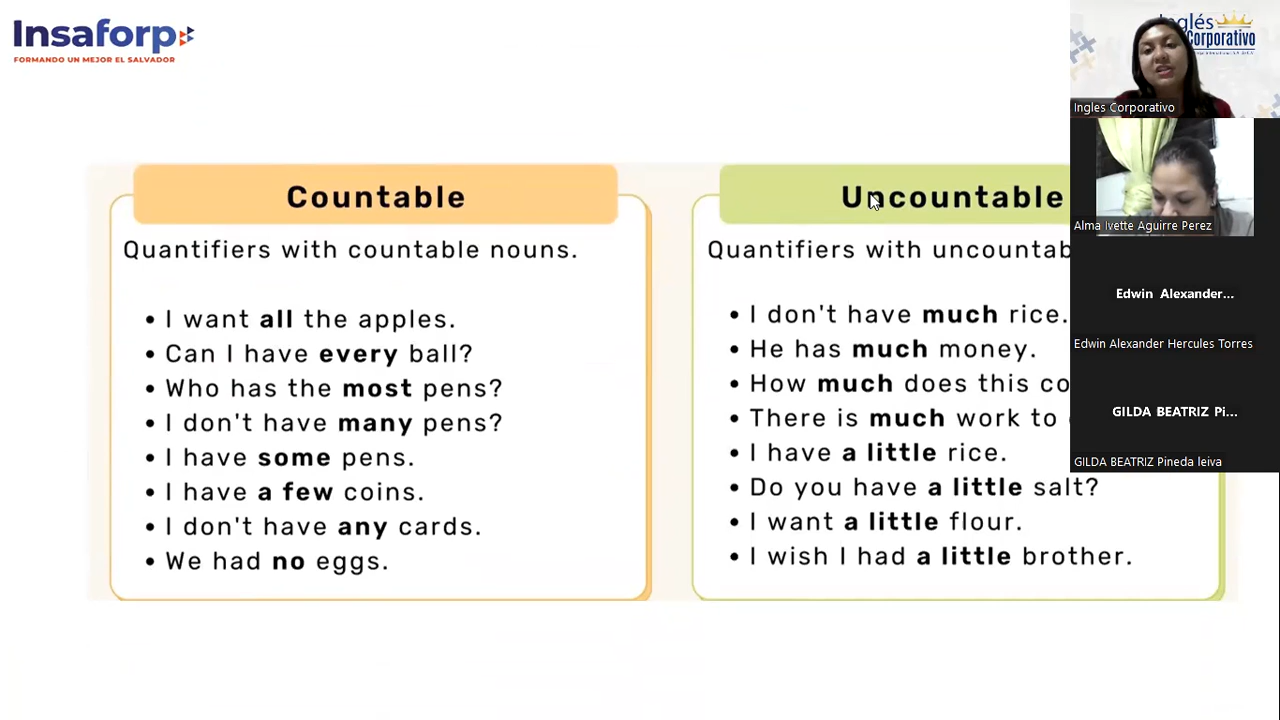 Insaforp
FORMANDO UN MEJOR EL SALVADOR
Countable
Quantifiers with countable nouns.
• I want all the apples.
• Can I have every ball?
• Who has the most pens?
• I don't have many pens?
• I have some pens.
• I have a few coins.
• I don't have any cards.
• We had no eggs.
Uncountable
Quantifiers with uncountab
• I don't have much rice.
• He has much money.
• How much does this co
• There is much work to
• I have a little rice.
• Do you have a little salt?
• I want a little flour.
• I wish I had a little brother.
Inglés
Corporativo
Ingles Corporativo
Alma Ivette Aguirre Perez
Edwin Alexander...
Edwin Alexander Hercules Torres
GILDA BEATRIZ Pi...
GILDA BEATRIZ Pineda leiva